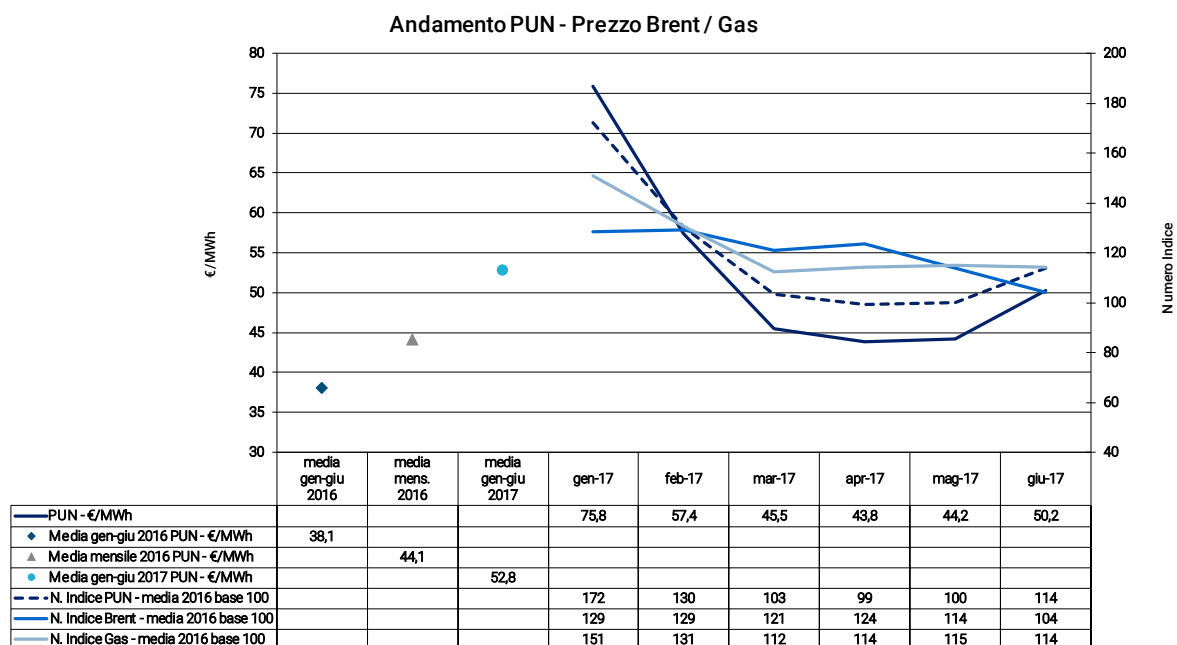 Andamento PUN - Prezzo Brent / Gas
80 200
75 180
70 160
65 140
60 120
55 100
50 80
45 60
40 40
35
30
€/MWh
Numero Indice
media gen-giu 2016 media mens. 2016 media gen-giu 2017 gen-17 feb-17 mar-17 apr-17 mag-17 giu-17
PUN - €/MWh 75,8 57,4 45,5 43,8 44,2 50,2
Media gen-giu 2016 PUN - €/MWh 38,1
Media mensile 2016 PUN - €/MWh 44,1
Media gen-giu 2017 PUN - €/MWh 52,8
N. Indice PUN - media 2016 base 100 172 130 103 99 100 114
N. Indice Brent - media 2016 base 100 129 129 121 124 114 104
N. Indice Gas - media 2016 base 100 151 131 112 114 115 114